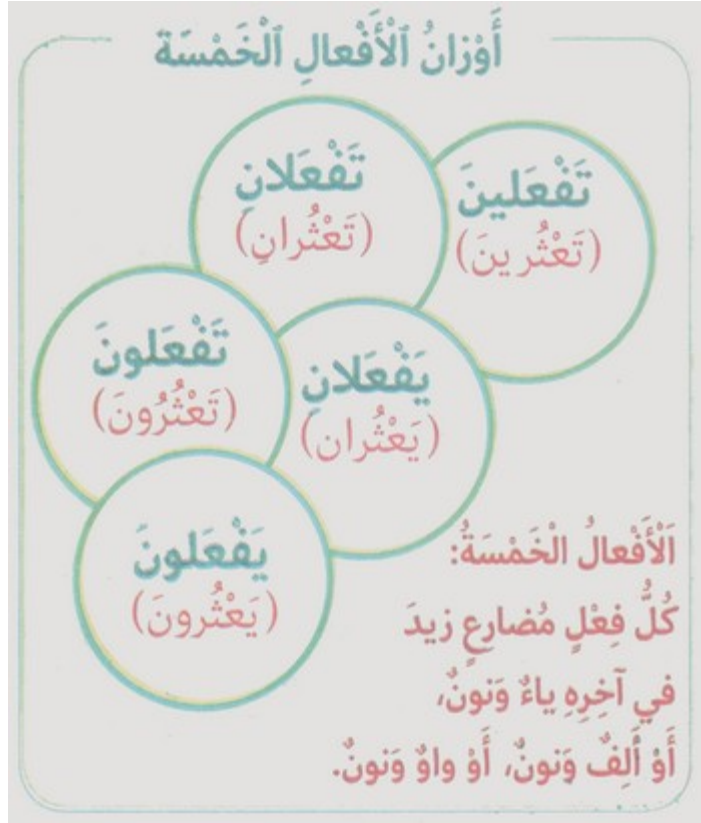 أَوْزانُ ٱلْأَفْعالِ ٱلْخَمْسَة
تَفْعَلينَ
(تَعْثُرينَ)
تَفْعَلانِ
(تَعْثُرانِ)
يَفْعَلانِ
(يَعْثُران)
تَفْعَلونَ
(تَعْثُرُونَ)
يَفْعَلونَ
(يَعْثُرونَ)
اَلْأَفْعالُ الْخَمْسَةُ:
كُلُّ فِعْلٍ مُضارِعٍ زيدَ
في آخِرِهِ ياءٌ وَنونٌ،
أَوْ أَلِفٌ وَنونٌ، أَوْ واوٌ وَنونٌ.